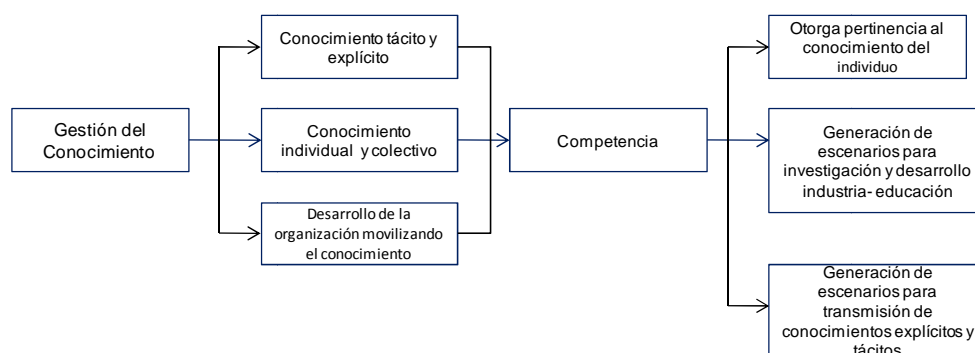 Gestión del
Conocimiento
Conocimiento tácito y
explícito
Conocimiento
individual y colectivo
Desarrollo de la
organización movilizando
el conocimiento
Competencia
Otorga pertinencia al
conocimiento del
individuo
Generación de
escenarios para
investigación y desarrollo
industria- educación
Generación de
escenarios para
transmisión de
conocimientos explícitos y
tácitos